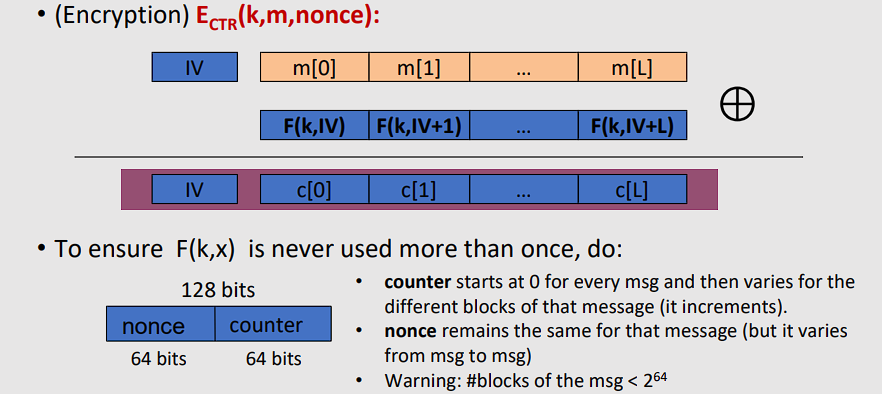 • (Encryption) E_CTR(k,m,nonce):
IV m[0] m[1] ... m[L]
⊕
F(k,IV) F(k,IV+1) ... F(k,IV+L)
IV c[0] c[1] ... c[L]
• To ensure F(k,x) is never used more than once, do:
128 bits
nonce counter
64 bits 64 bits
• counter starts at 0 for every msg and then varies for the
different blocks of that message (it increments).
• nonce remains the same for that message (but it varies
from msg to msg)
• Warning: #blocks of the msg < 2^64